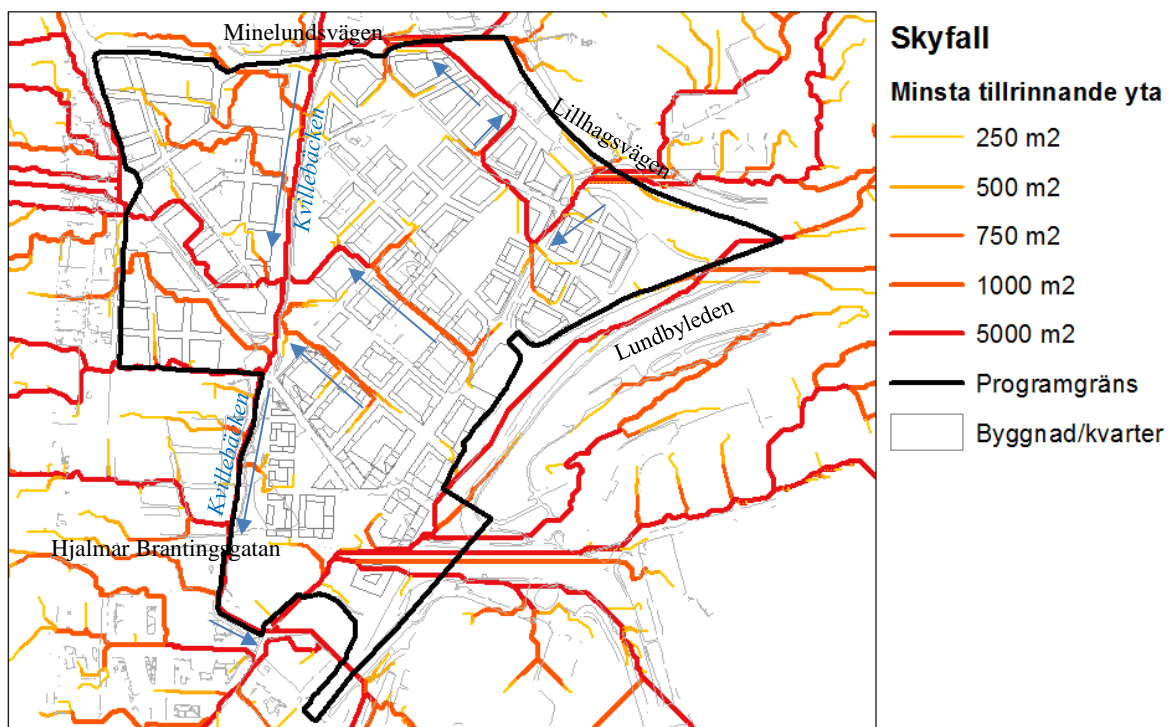 Minelundsvägen
Kvillebäcken
Lillhagsvägen
Lundbyleden
Kvillebäcken
Hjalmar Brantingsgatan
Skyfall
Minsta tillrinnande yta
250 m2
500 m2
750 m2
1000 m2
5000 m2
Programgräns
Byggnad/kvarter